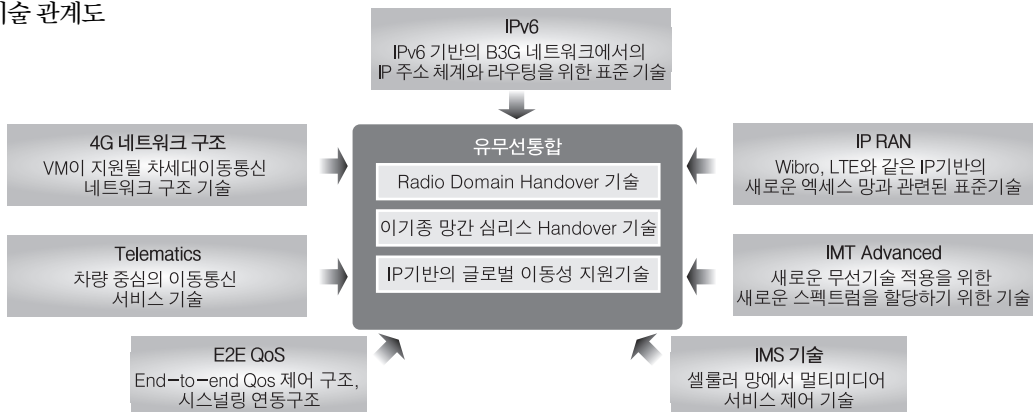 기술 관계도
IPv6
IPv6 기반의 B3G 네트워크에서의
IP 주소 체계와 라우팅을 위한 표준 기술
4G 네트워크 구조
VM이 지원될 차세대이동통신
네트워크 구조 기술
Telematics
차량 중심의 이동통신
서비스 기술
E2E QoS
End-to-end Qos 제어 구조,
시스널링 연동구조
유무선통합
Radio Domain Handover 기술
이기종 망간 심리스 Handover 기술
IP기반의 글로벌 이동성 지원기술
IP RAN
Wibro, LTE와 같은 IP기반의
새로운 엑세스 망과 관련된 표준기술
IMT Advanced
새로운 무선기술 적용을 위한
새로운 스펙트럼을 할당하기 위한 기술
IMS 기술
셀룰러 망에서 멀티미디어
서비스 제어 기술